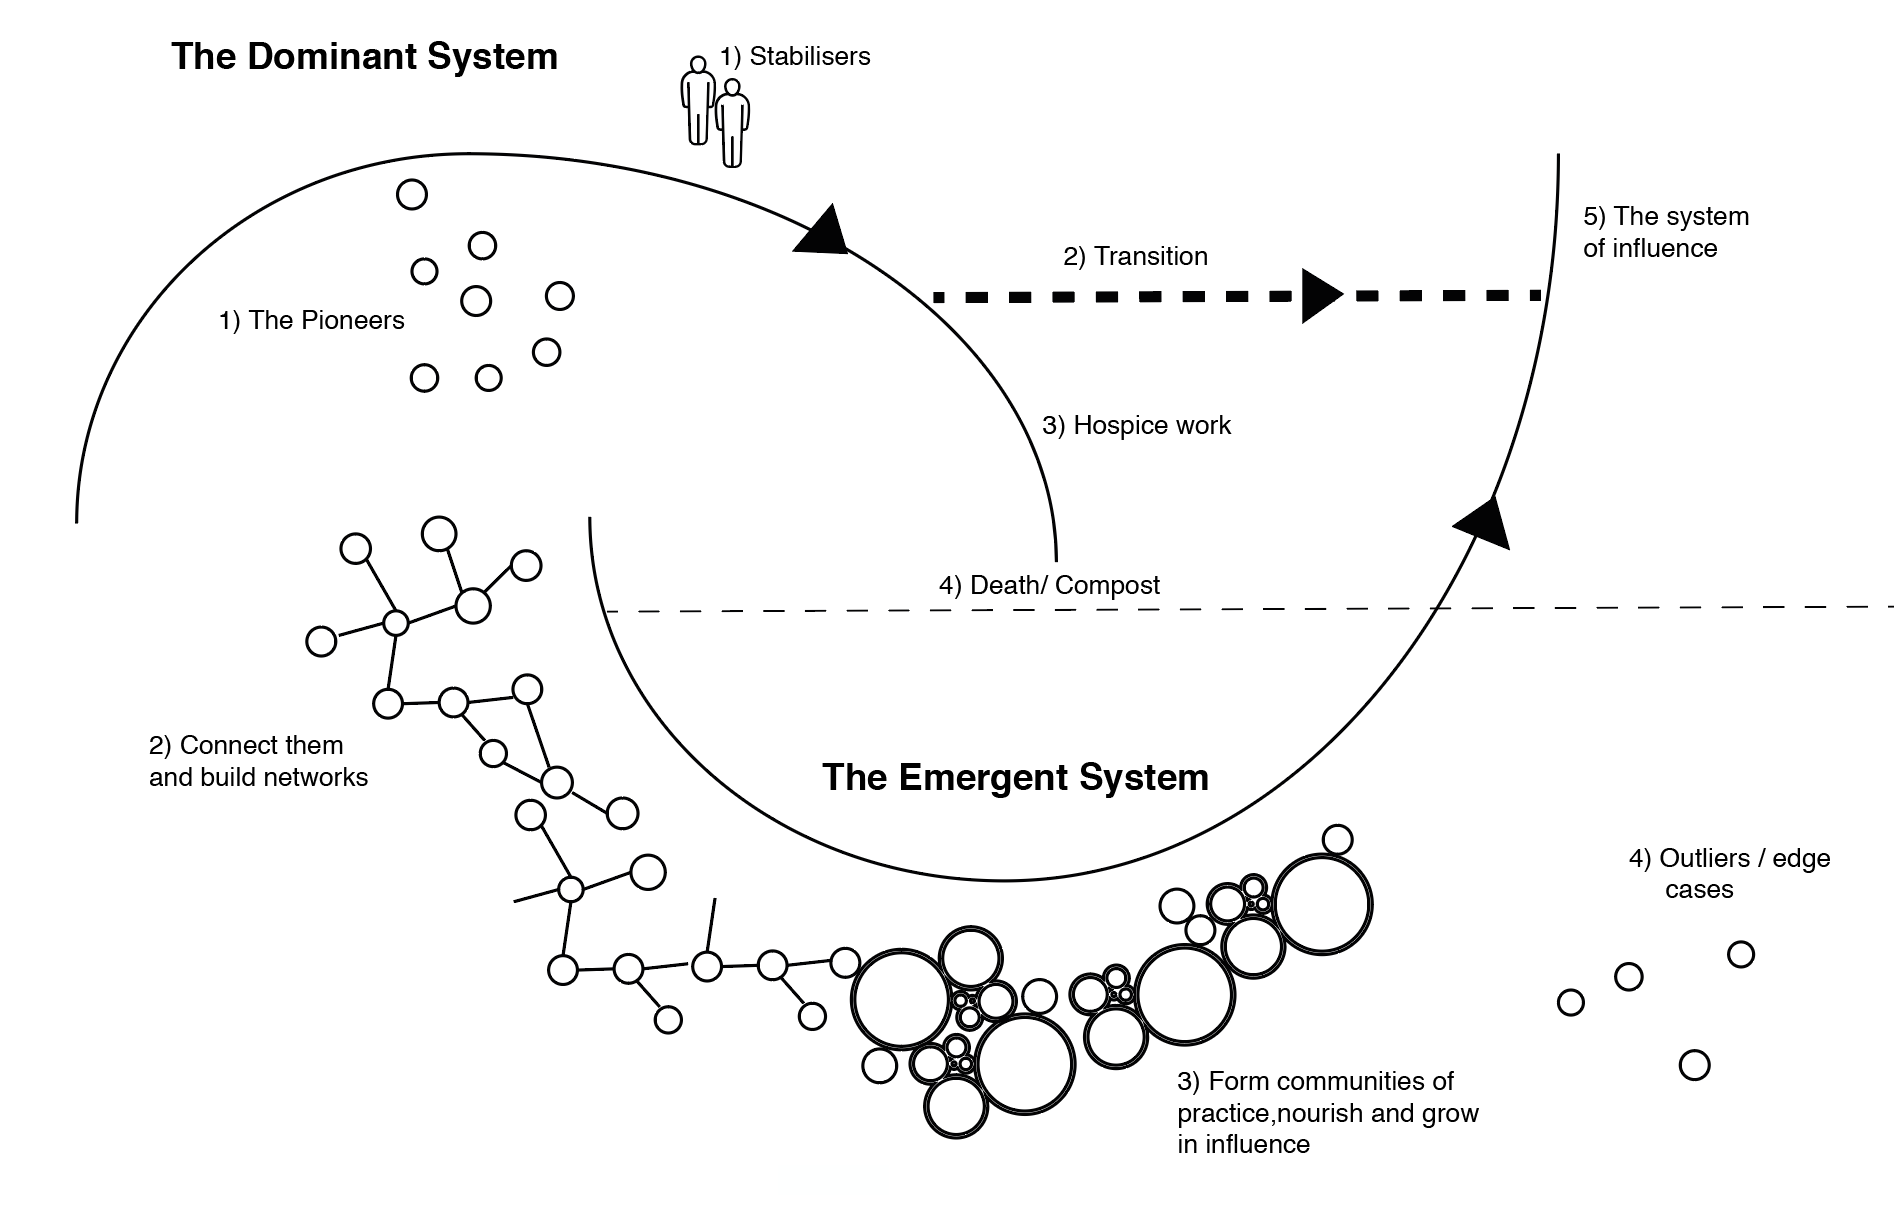 The Dominant System
1) Stabilisers
5) The system
of influence
2) Transition
1) The Pioneers
3) Hospice work
4) Death/ Compost
2) Connect them
and build networks
The Emergent System
4) Outliers / edge
cases
3) Form communities of
practice,nourish and grow
in influence